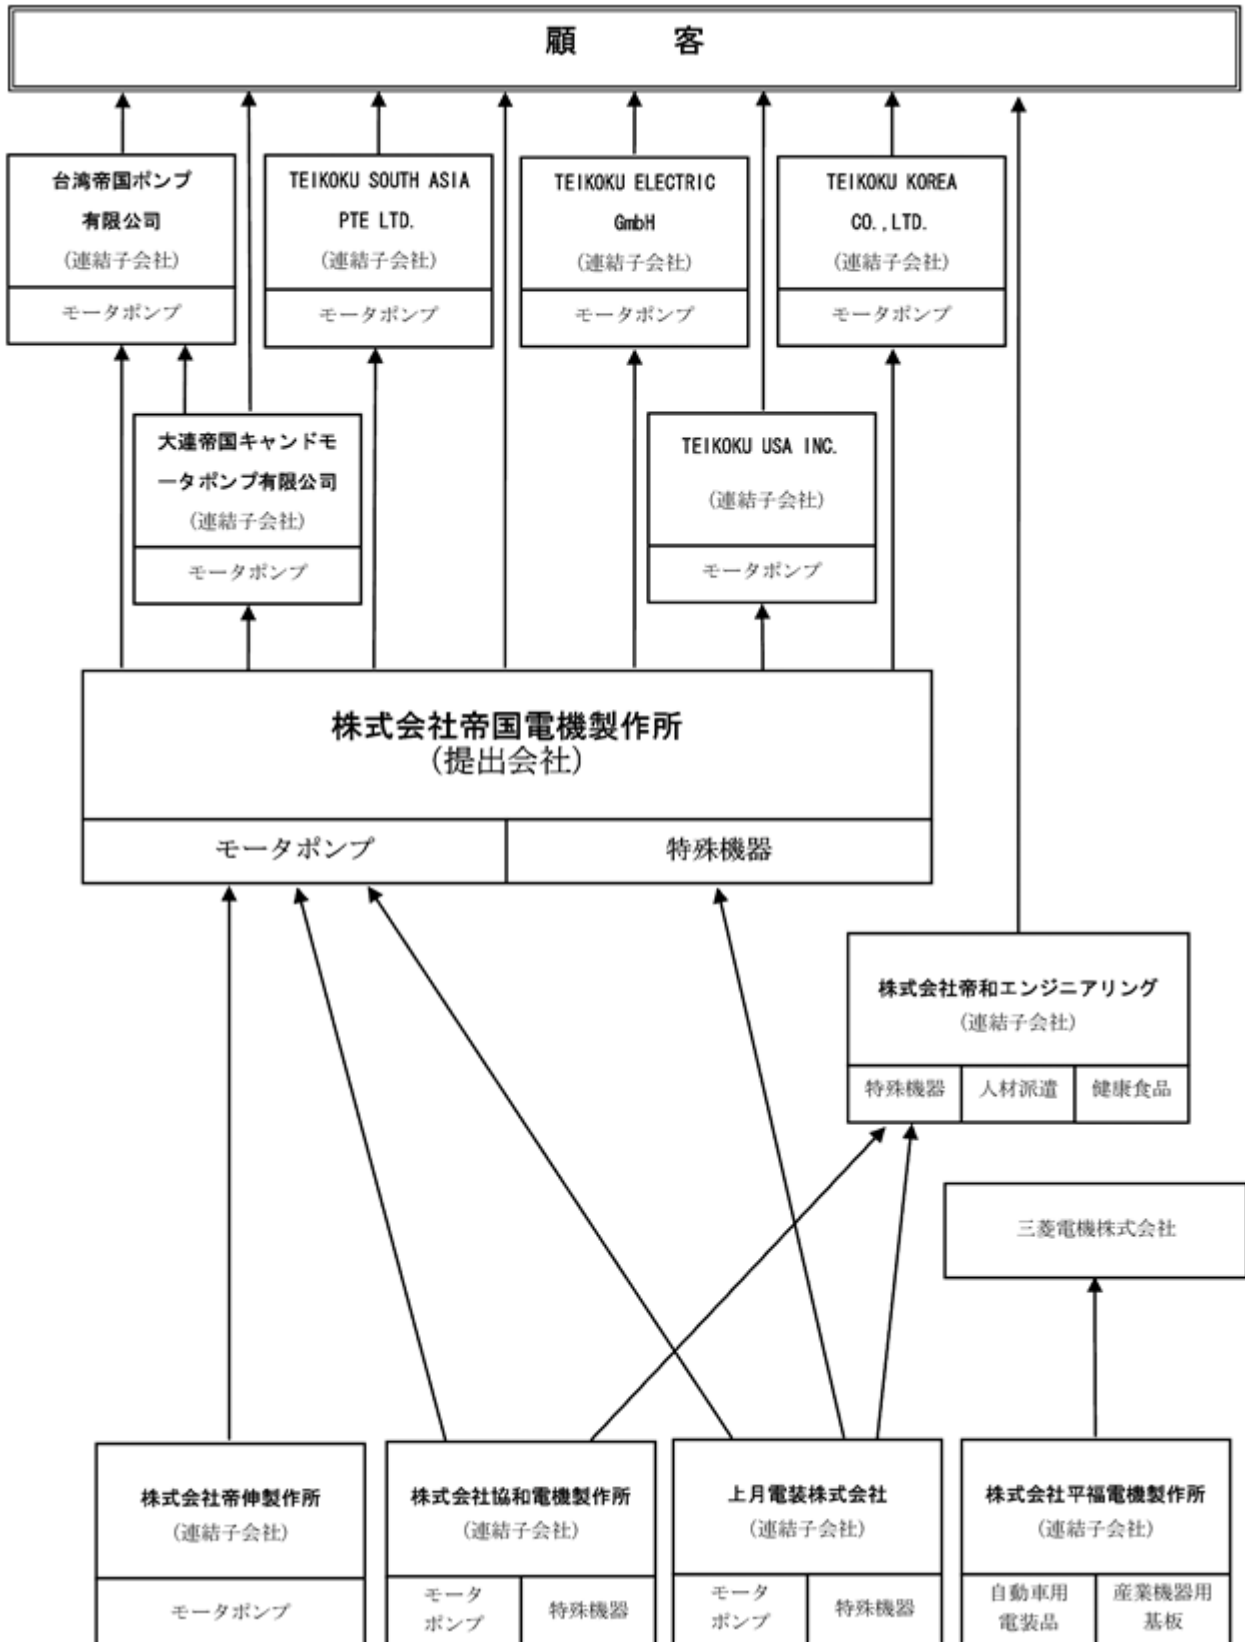 顧　　　客
台湾帝国ポンプ
有限公司
(連結子会社)
モータポンプ
TEIKOKU SOUTH ASIA
PTE LTD.
(連結子会社)
モータポンプ
TEIKOKU ELECTRIC
GmbH
(連結子会社)
モータポンプ
TEIKOKU KOREA
CO.,LTD.
(連結子会社)
モータポンプ
大連帝国キャンドモ
ータポンプ有限公司
(連結子会社)
モータポンプ
TEIKOKU USA INC.
(連結子会社)
モータポンプ
株式会社帝国電機製作所
(提出会社)
モータポンプ
特殊機器
株式会社帝和エンジニアリング
(連結子会社)
特殊機器
人材派遣
健康食品
三菱電機株式会社
株式会社帝伸製作所
(連結子会社)
モータポンプ
株式会社協和電機製作所
(連結子会社)
モータ
ポンプ
特殊機器
上月電装株式会社
(連結子会社)
モータ
ポンプ
特殊機器
株式会社平福電機製作所
(連結子会社)
自動車用
電装品
産業機器用
基板